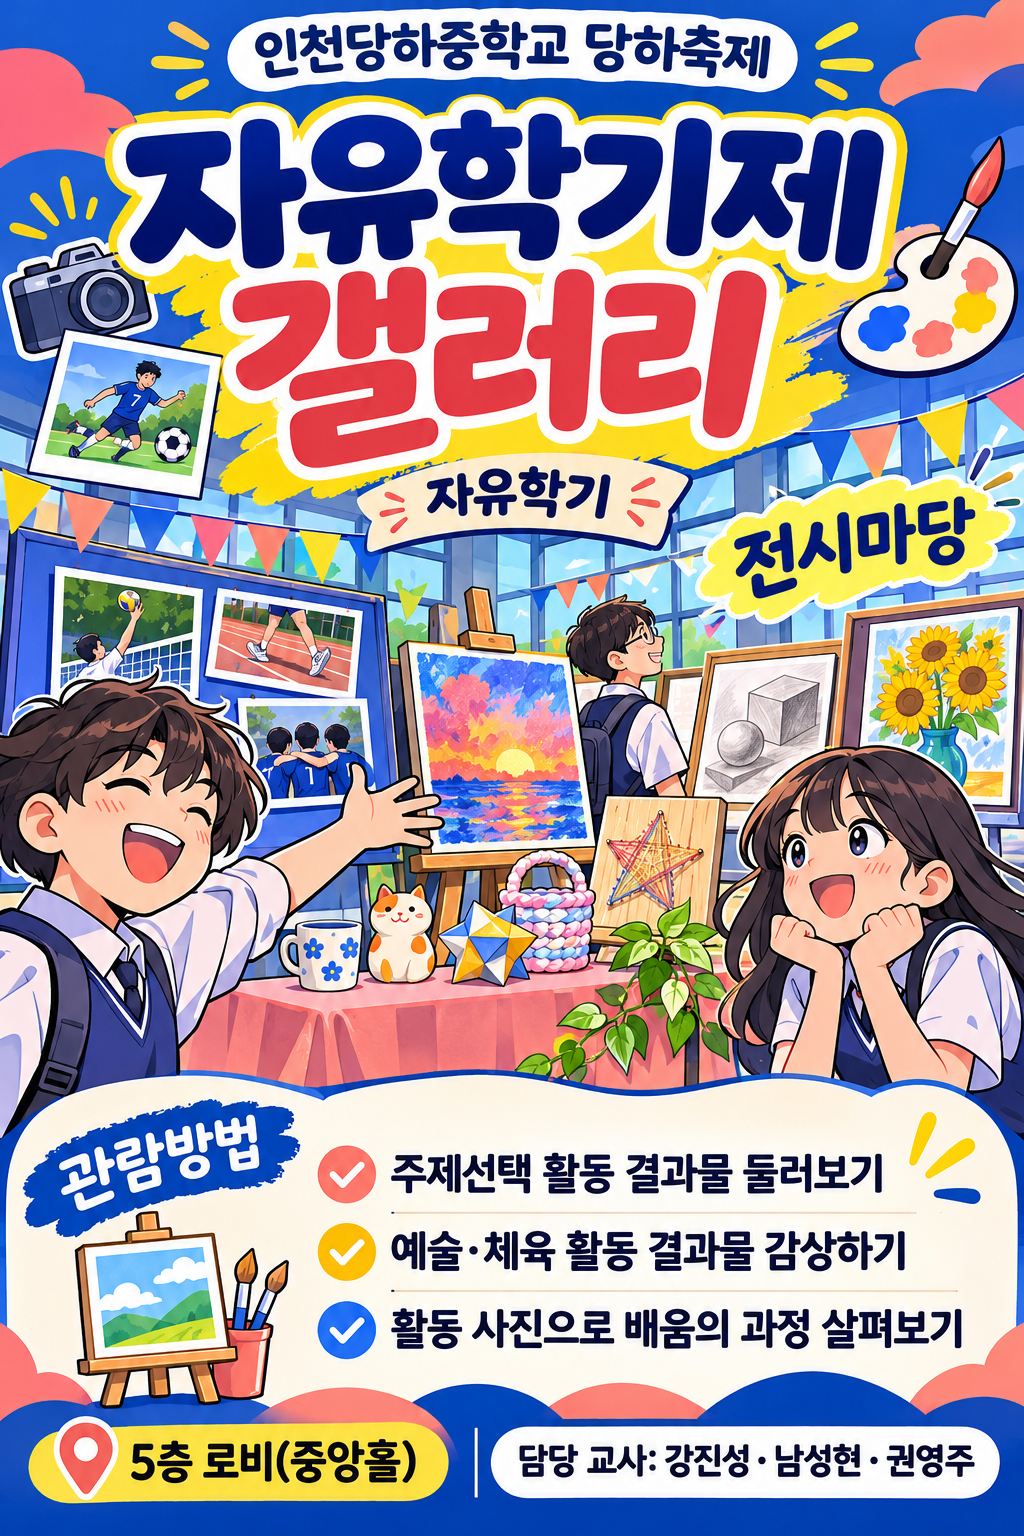 인천당하중학교 당하축제
자유학기제
갤러리
자유학기
전시마당
7
1
관람방법
주제선택 활동 결과물 둘러보기
예술·체육 활동 결과물 감상하기
활동 사진으로 배움의 과정 살펴보기
5층 로비(중앙홀)
담당 교사: 강진성·남성현·권영주